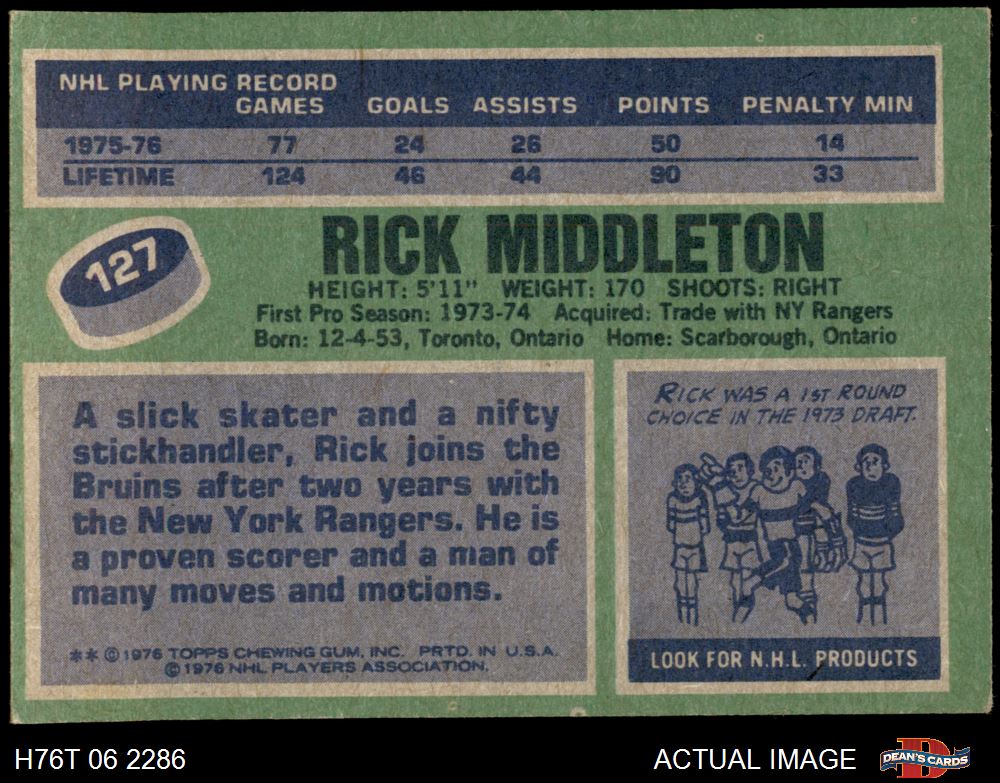 NHL PLAYING RECORD
GAMES GOALS ASSISTS POINTS PENALTY MIN
1975-76 77 24 26 50 14
LIFETIME 124 46 44 90 33
127
RICK MIDDLETON
HEIGHT: 5'11" WEIGHT: 170 SHOOTS: RIGHT
First Pro Season: 1973-74 Acquired: Trade with NY Rangers
Born: 12-4-53, Toronto, Ontario Home: Scarborough, Ontario
A slick skater and a nifty
stickhandler, Rick joins the
Bruins after two years with
the New York Rangers. He is
a proven scorer and a man of
many moves and motions.
** © 1976 TOPPS CHEWING GUM, INC. PRTD. IN U.S.A.
© 1976 NHL PLAYERS ASSOCIATION.
RICK WAS A 1ST ROUND
CHOICE IN THE 1973 DRAFT.
LOOK FOR N.H.L. PRODUCTS
H76T 06 2286
ACTUAL IMAGE
D
DEAN'S CARDS